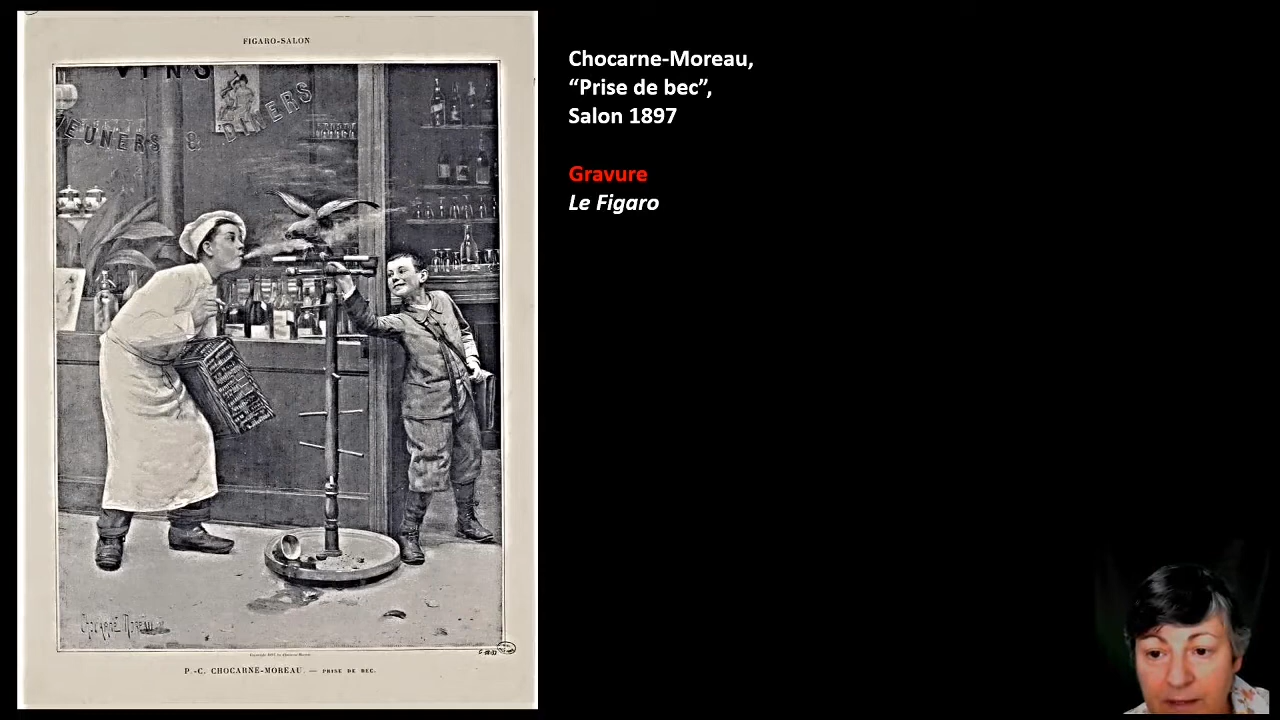 FIGARO-SALON
VINS
EUNERS & DINERS
CHOCARNE MOREAU
P.-C. CHOCARNE-MOREAU. — PRISE DE BEC.
Chocarne-Moreau,
“Prise de bec”,
Salon 1897
Gravure
Le Figaro